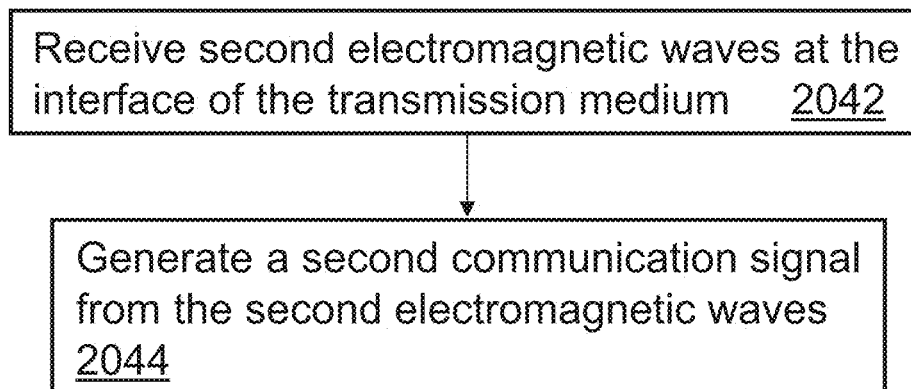 Receive second electromagnetic waves at the
interface of the transmission medium 2042
Generate a second communication signal
from the second electromagnetic waves
2044